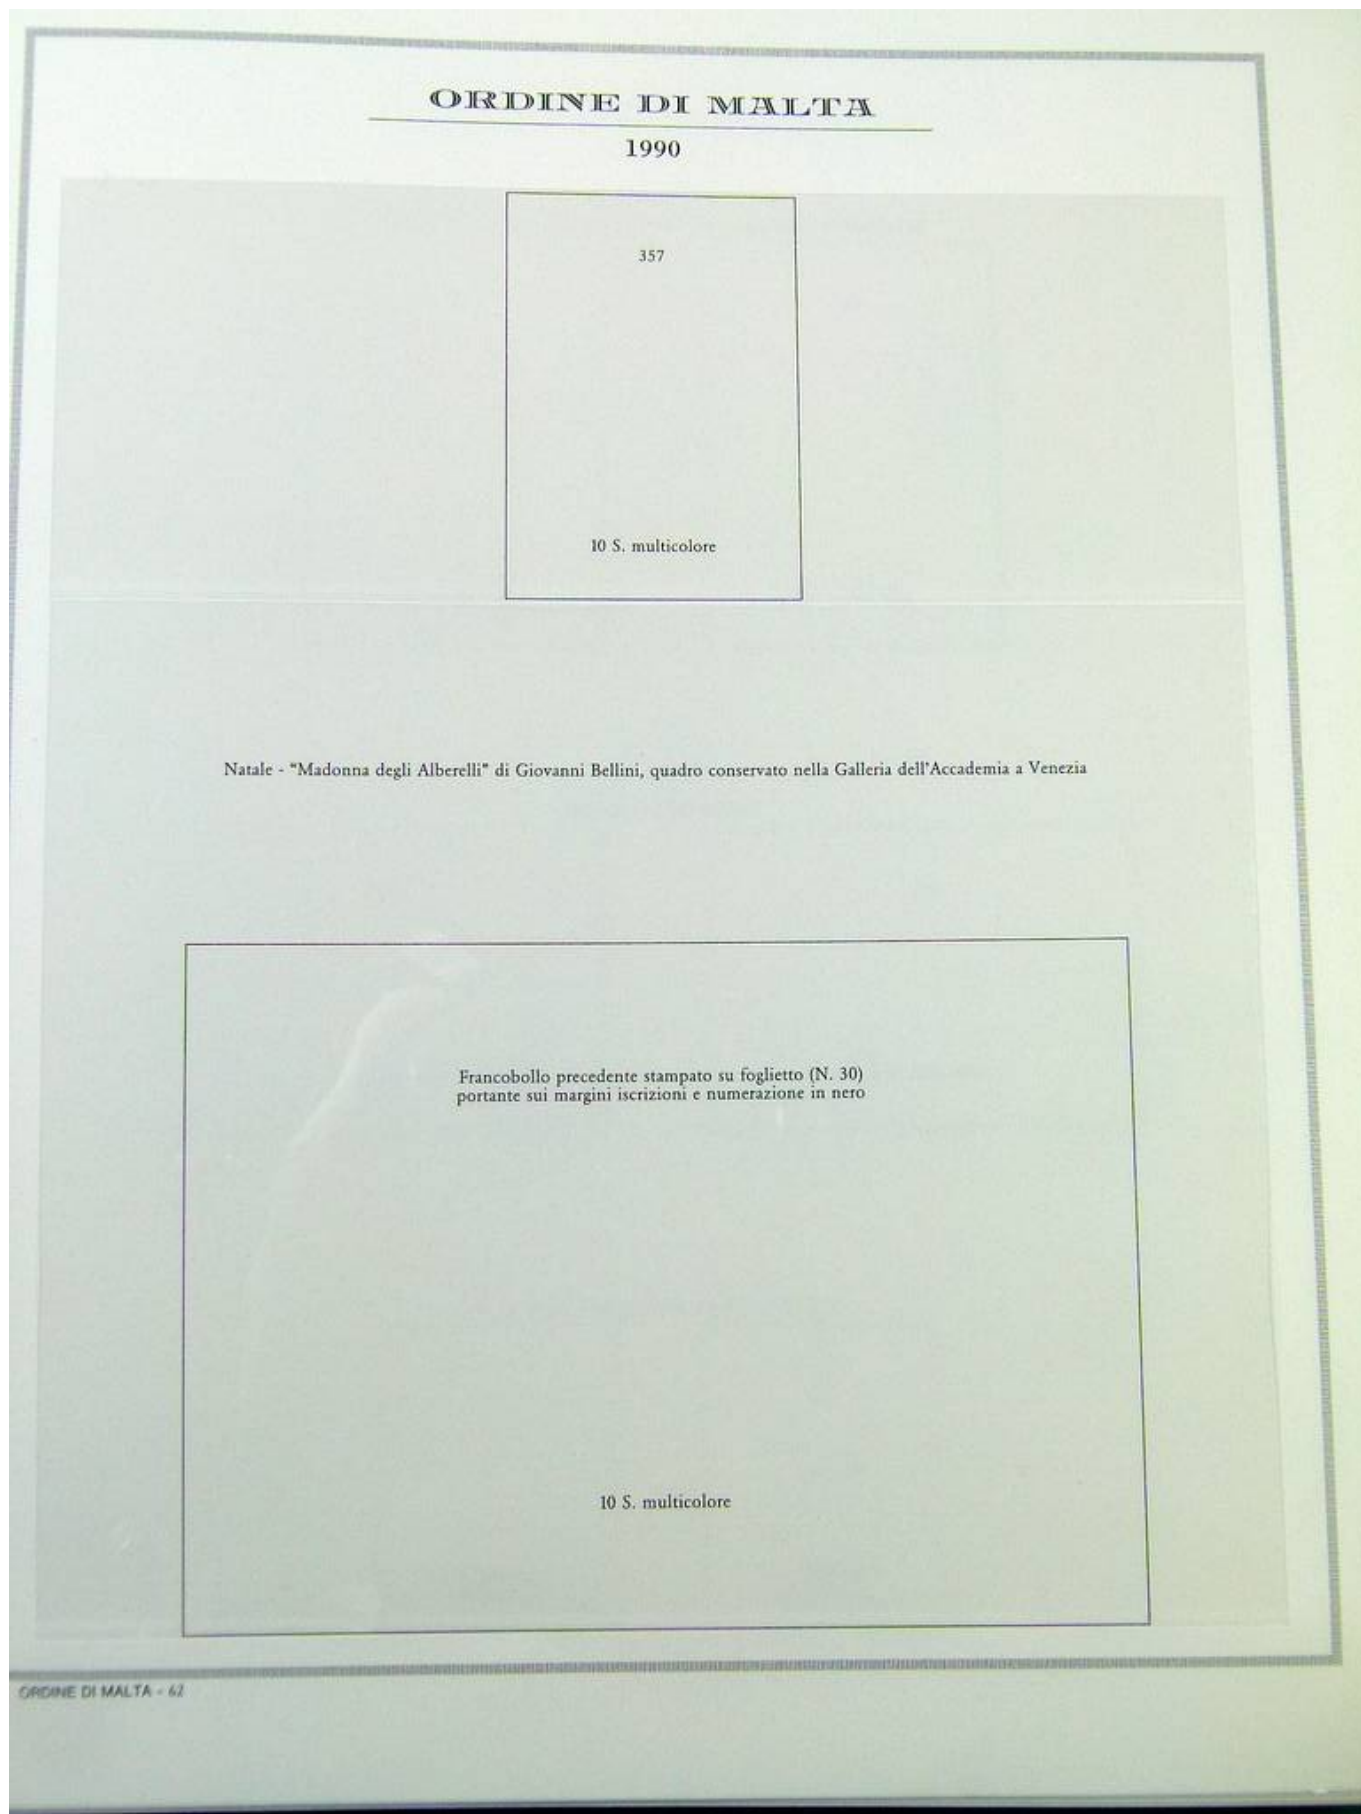 ORDINE DI MALTA
1990
357
10 S. multicolore
Natale - "Madonna degli Alberelli" di Giovanni Bellini, quadro conservato nella Galleria dell'Accademia a Venezia
Francobollo precedente stampato su foglietto (N. 30)
portante sui margini iscrizioni e numerazione in nero
10 S. multicolore
ORDINE DI MALTA - 62